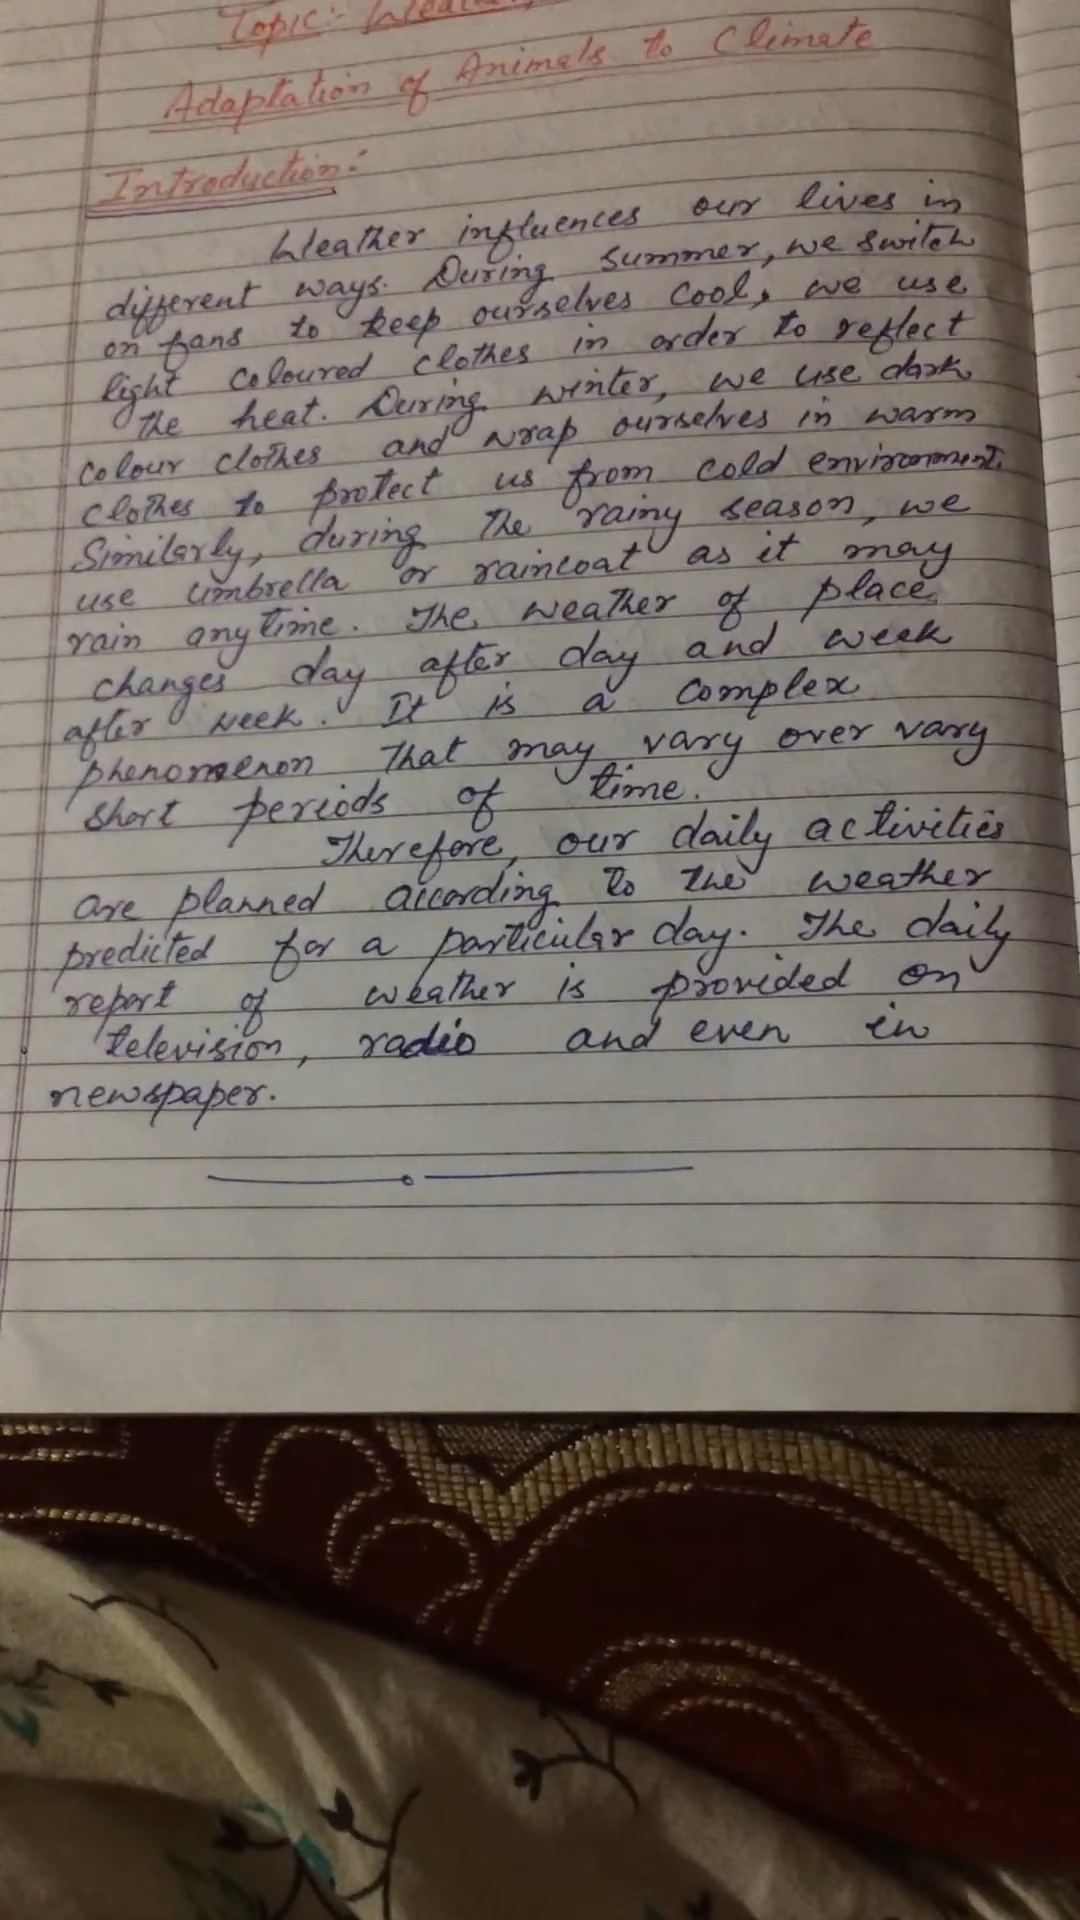 Topic:- Weather,
Adaptation of Animals to Climate
Introduction:
Weather influences our lives in
different ways. During summer, we switch
on fans to keep ourselves cool, we use
light coloured clothes in order to reflect
the heat. During winter, we use dark
colour clothes and wrap ourselves in warm
clothes to protect us from cold environment.
Similarly, during the rainy season, we
use umbrella or raincoat as it may
rain anytime. The weather of place
changes day after day and week
after week. It is a complex
phenomenon that may vary over vary
short periods of time.
Therefore, our daily activities
are planned according to the weather
predicted for a particular day. The daily
report of weather is provided on
television, radio and even in
newspaper.